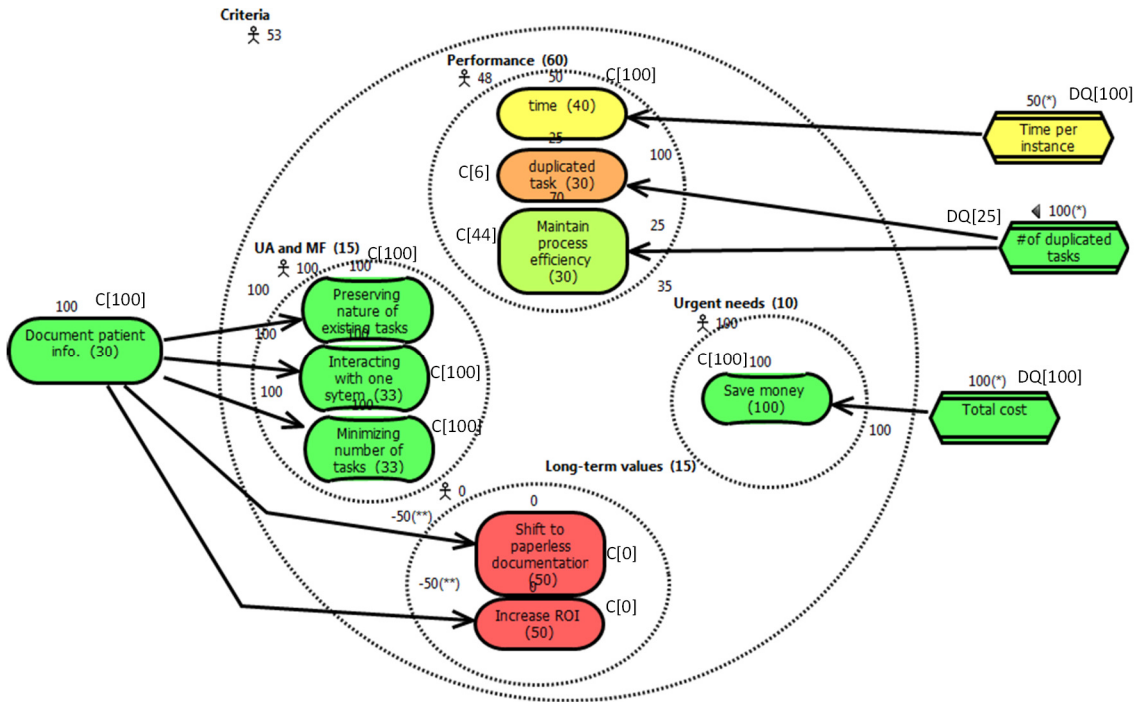 Criteria
53
Performance (60)
48
50
C[100]
time (40)
25
C[6]
duplicated
task (30)
70
C[44]
Maintain
process
efficiency
(30)
100
25
35
50(*)
DQ[100]
Time per
instance
DQ[25]
100(*)
#of duplicated
tasks
UA and MF (15)
100
100
C[100]
100
Preserving
nature of
existing tasks
100
100
Interacting
with one
sytem (33)
C[100]
100
100
Minimizing
number of
tasks (33)
C[100]
100
C[100]
Document patient
info. (30)
Urgent needs (10)
100
C[100]
100
Save money
(100)
100
100(*)
DQ[100]
Total cost
Long-term values (15)
0
0
-50(**)
Shift to
paperless
documentation
(50)
C[0]
0
-50(**)
Increase ROI
(50)
C[0]